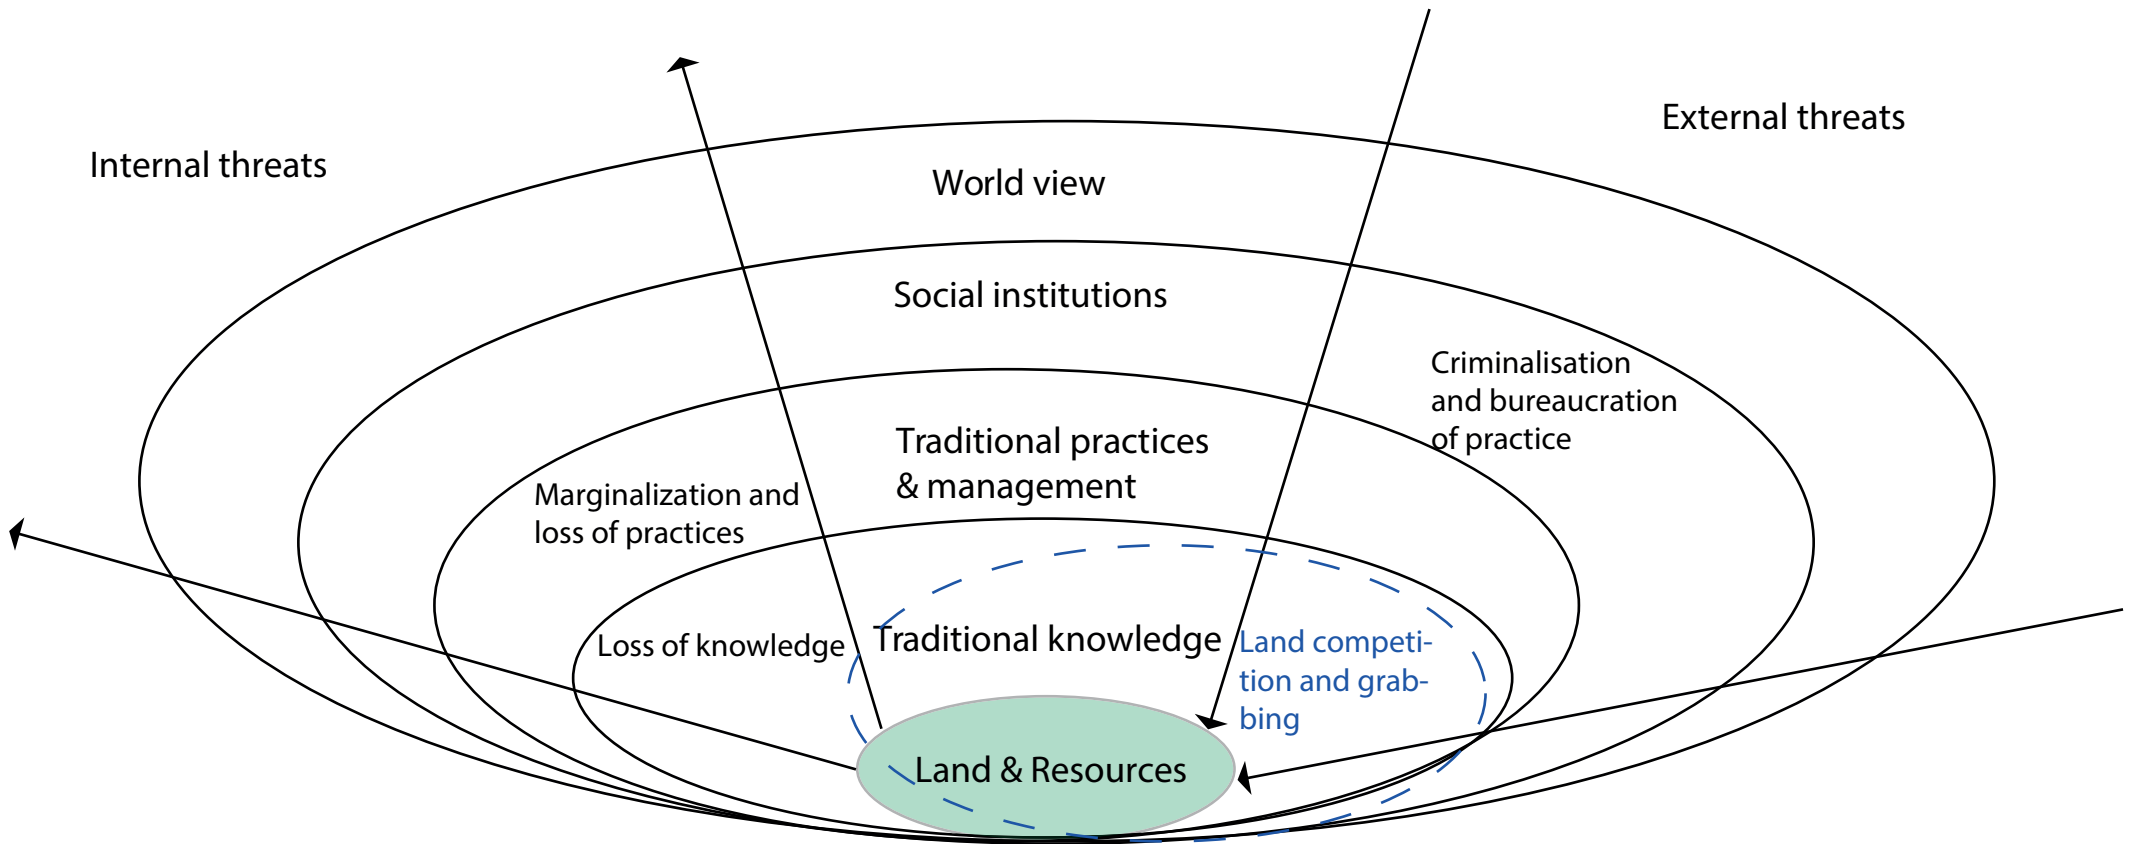 External threats
Internal threats
World view
Social institutions
Criminalisation
and bureaucration
of practice
Traditional practices
& management
Marginalization and
loss of practices
Loss of knowledge
Traditional knowledge
Land competi-
tion and grab-
bing
Land & Resources